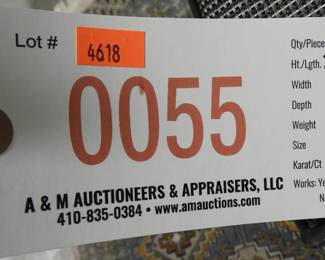 Lot # 4618
0055
A & M AUCTIONEERS & APPRAISERS, LLC
410-835-0384 • www.amauctions.com
Qty/Piece
Ht./Lgth.
Width
Depth
Weight
Size
Karat/Ct
Works: Ye
N